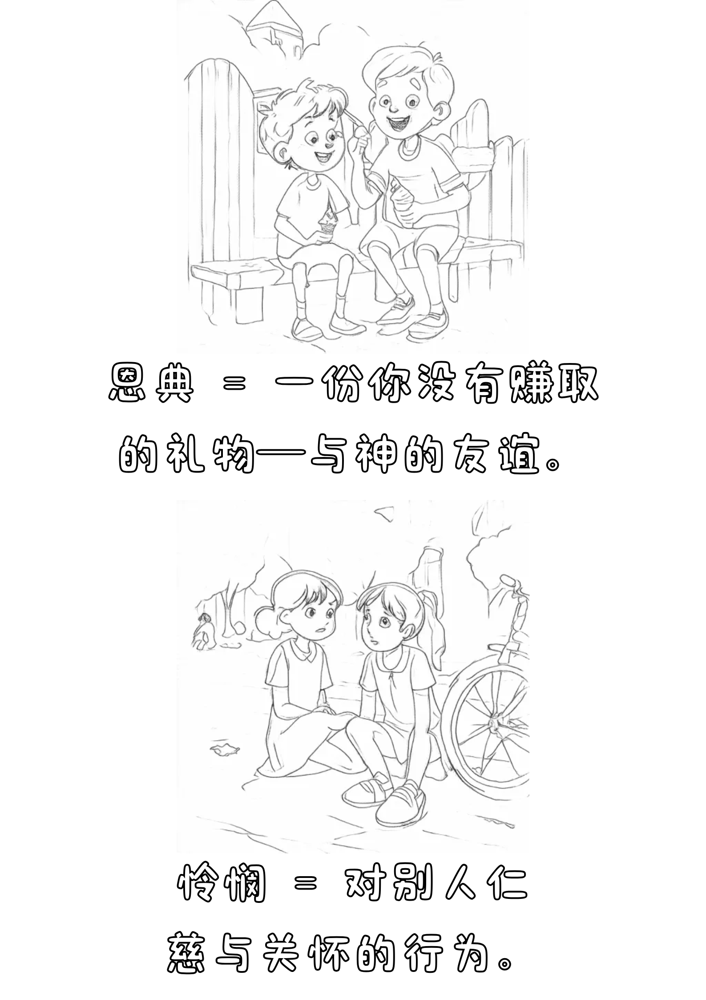 恩典 = 一份你没有赚取
的礼物—与神的友谊。
怜悯 = 对别人仁
慈与关怀的行为。